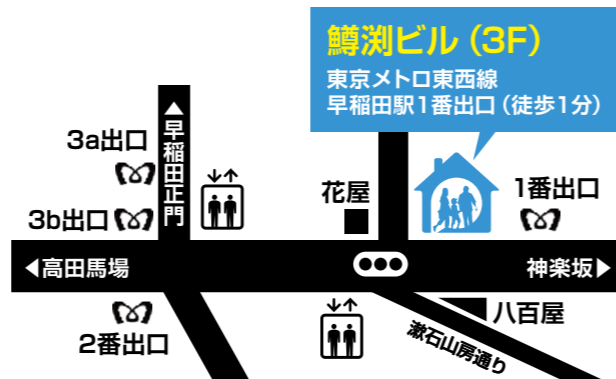 鱒渕ビル（3F）
東京メトロ東西線
早稲田駅1番出口（徒歩1分）
▲早稲田正門
3a出口
3b出口
花屋
1番出口
◀高田馬場
神楽坂▶
2番出口
八百屋
漱石山房通り